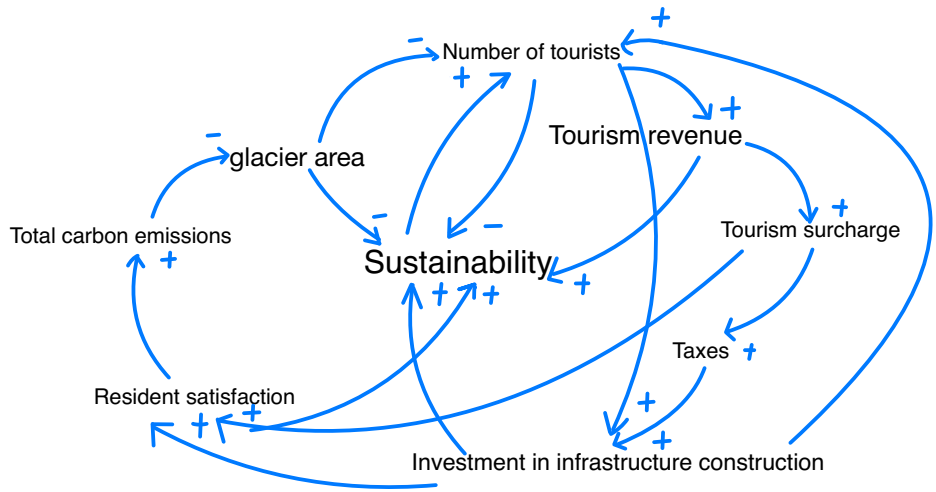 Number of tourists
Tourism revenue
glacier area
Tourism surcharge
Total carbon emissions
Sustainability
Taxes
Resident satisfaction
Investment in infrastructure construction